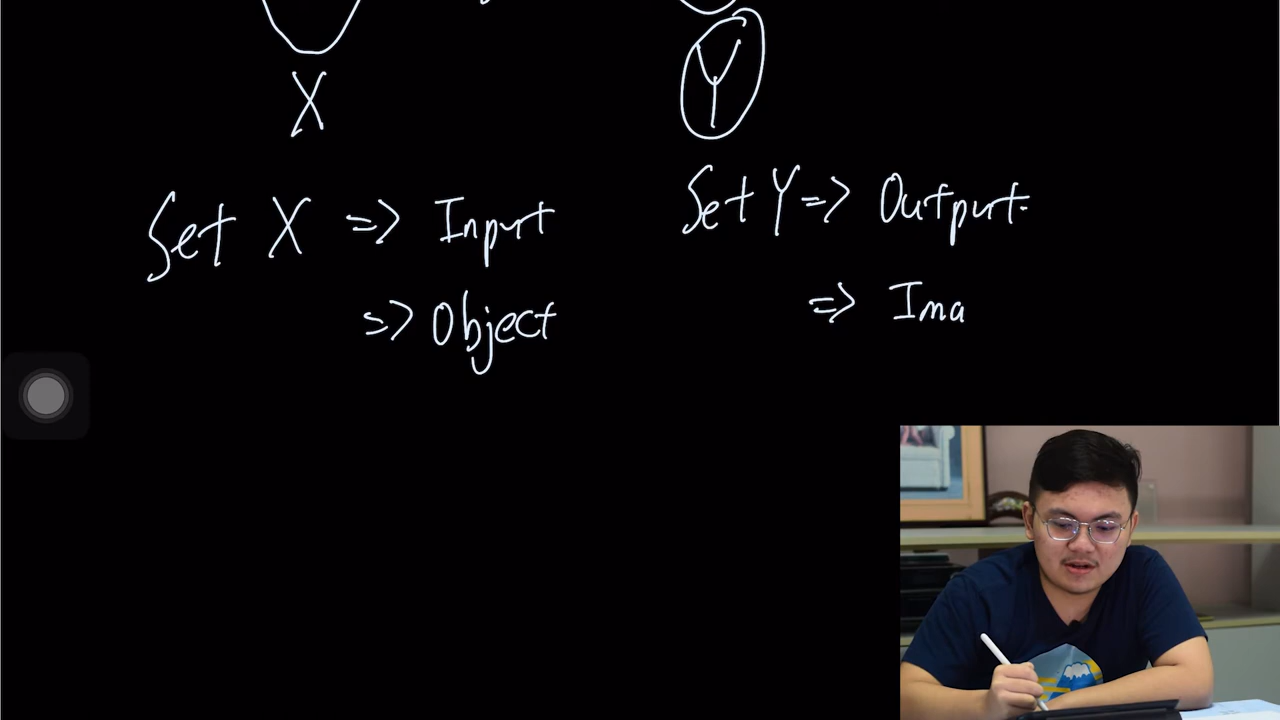 X
Y
Set X => Input
=> Object
Set Y => Output
=> Ima